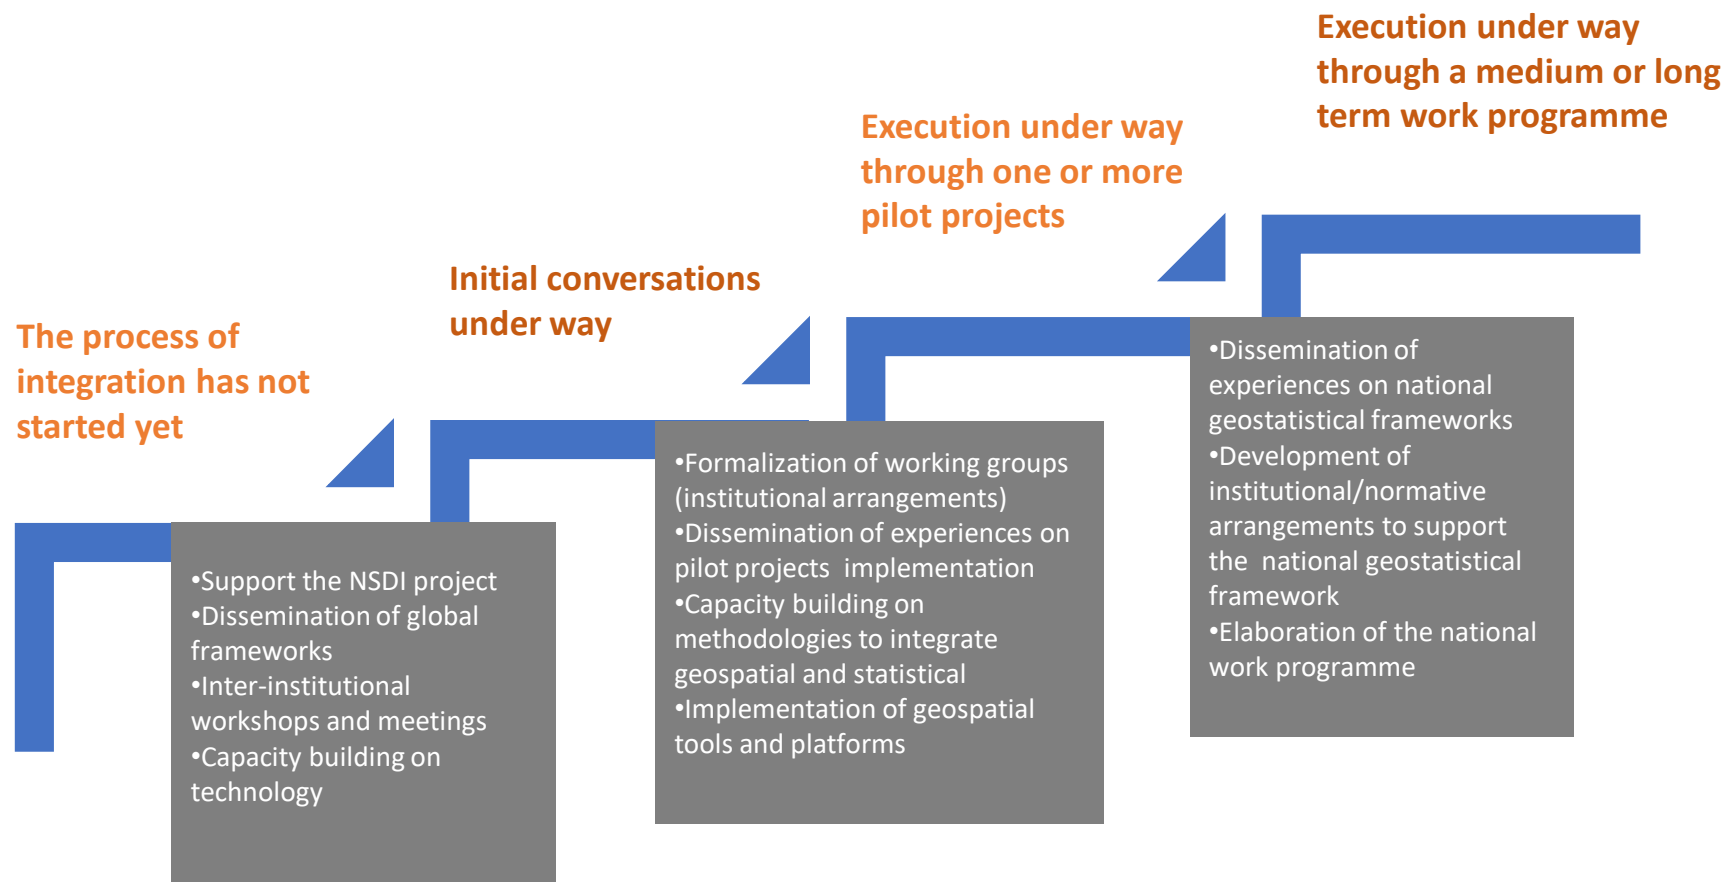 The process of
integration has not
started yet
•Support the NSDI project
•Dissemination of global
frameworks
•Inter-institutional
workshops and meetings
•Capacity building on
technology
Initial conversations
under way
•Formalization of working groups
(institutional arrangements)
•Dissemination of experiences on
pilot projects  implementation
•Capacity building on
methodologies to integrate
geospatial and statistical
•Implementation of geospatial
tools and platforms
Execution under way
through one or more
pilot projects
•Dissemination of
experiences on national
geostatistical frameworks
•Development of
institutional/normative
arrangements to support
the  national geostatistical
framework
•Elaboration of the national
work programme
Execution under way
through a medium or long
term work programme